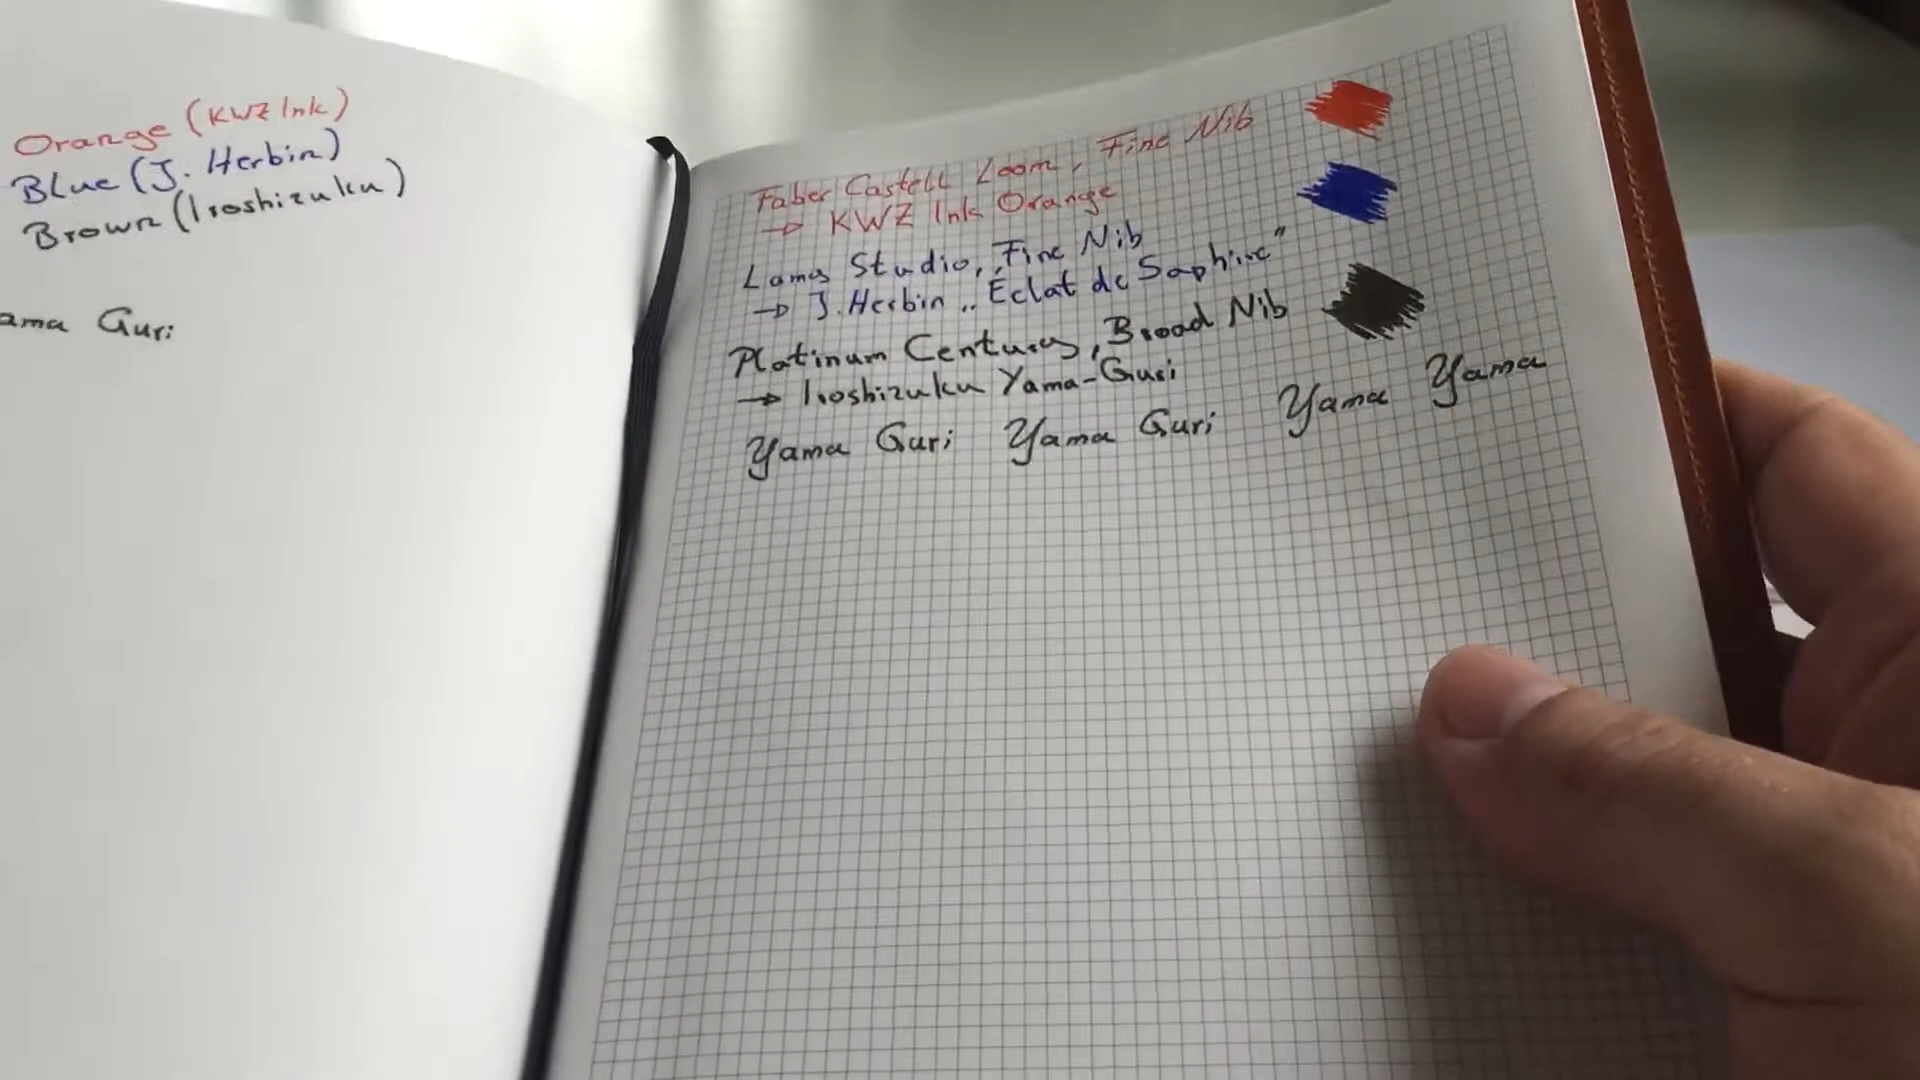 Orange (KWZ Ink)
Blue (J. Herbin)
Brown (Iroshizuku)
ama Guri
Faber Castell Loom, Fine Nib
→ KWZ Ink Orange
Lamy Studio, Fine Nib
→ J. Herbin „Éclat de Saphire"
Platinum Century, Broad Nib
→ Iroshizuku Yama-Guri
Yama Guri Yama Guri Yama Yama